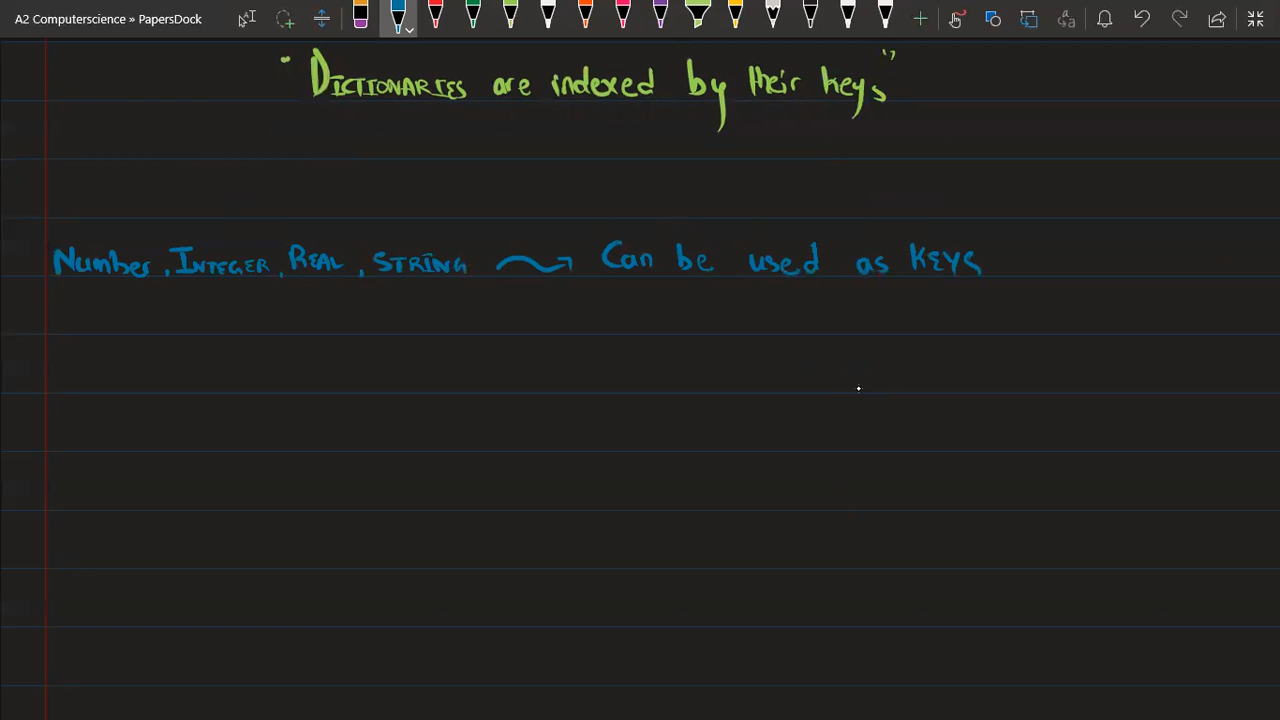 A2 Computerscience » PapersDock
"DICTIONARIES are indexed by their keys"
Number, INTEGER, REAL, STRING → Can be used as KEYS